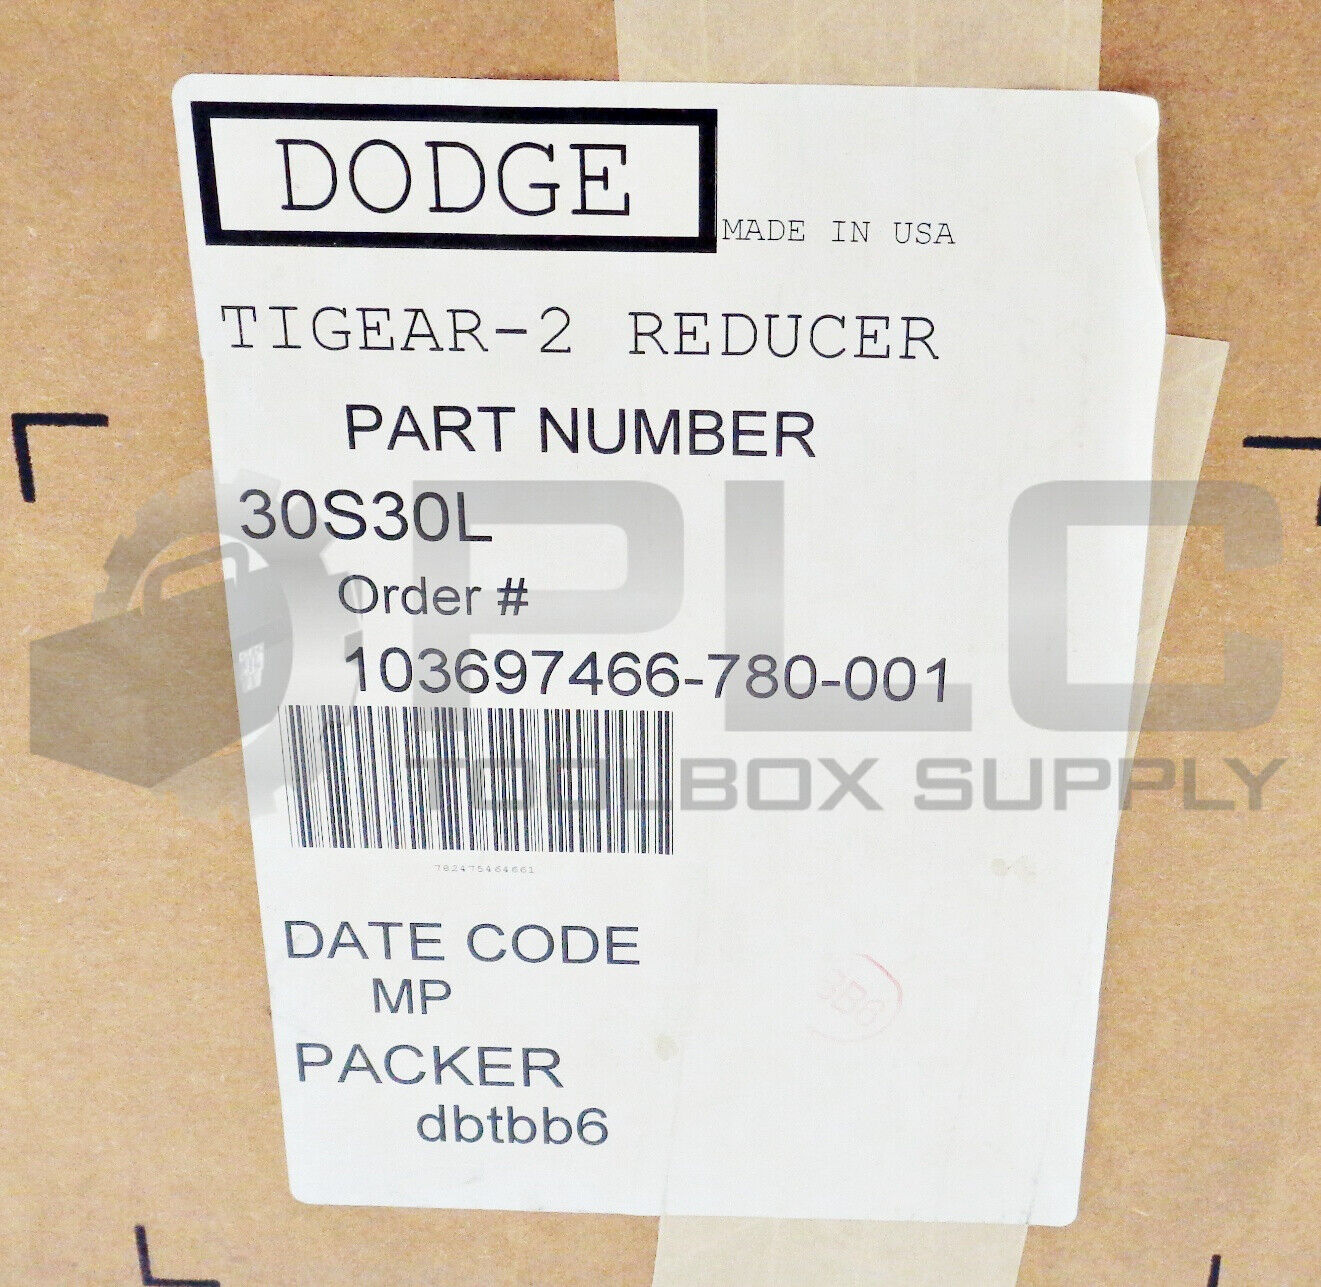 DODGE
MADE IN USA
TIGEAR-2 REDUCER
PART NUMBER
30S30L
Order #
103697466-780-001
PLC
TOOLBOX SUPPLY
782475464661
DATE CODE
MP
PACKER
dbtbb6